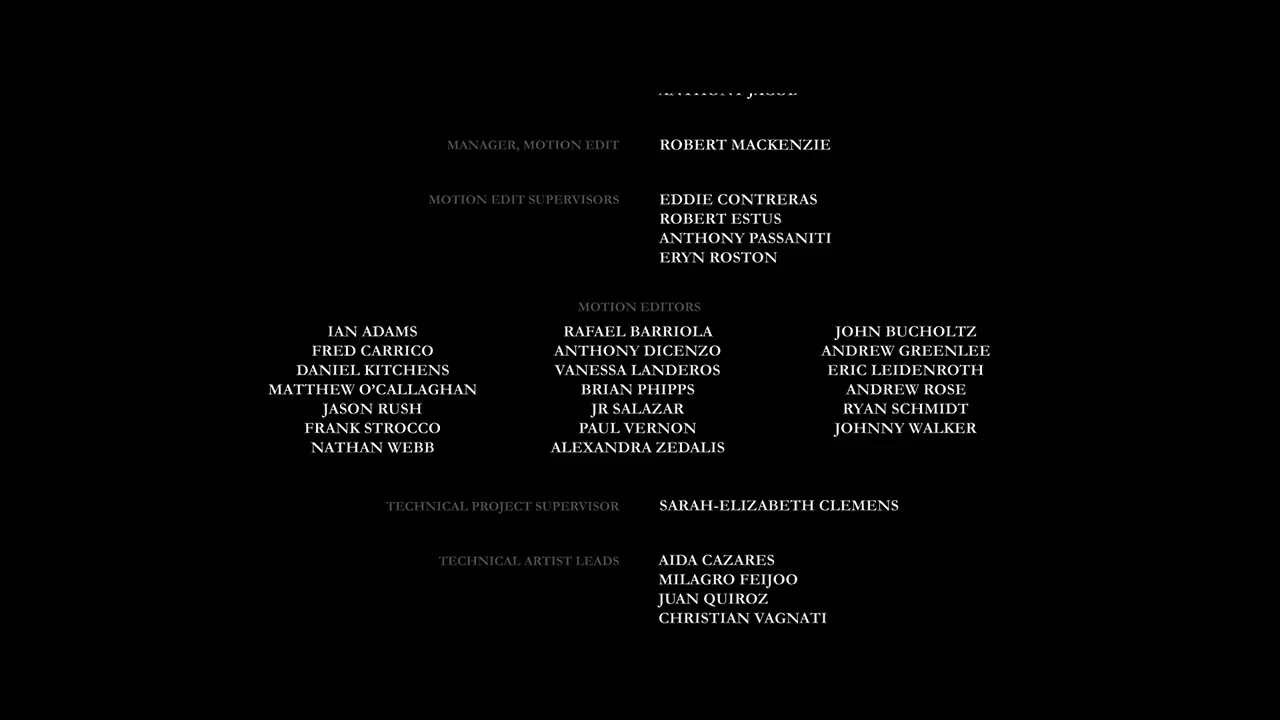 ANTHONY JACOB
MANAGER, MOTION EDIT ROBERT MACKENZIE
MOTION EDIT SUPERVISORS EDDIE CONTRERAS
ROBERT ESTUS
ANTHONY PASSANITI
ERYN ROSTON
MOTION EDITORS
IAN ADAMS RAFAEL BARRIOLA JOHN BUCHOLTZ
FRED CARRICO ANTHONY DICENZO ANDREW GREENLEE
DANIEL KITCHENS VANESSA LANDEROS ERIC LEIDENROTH
MATTHEW O’CALLAGHAN BRIAN PHIPPS ANDREW ROSE
JASON RUSH JR SALAZAR RYAN SCHMIDT
FRANK STROCCO PAUL VERNON JOHNNY WALKER
NATHAN WEBB ALEXANDRA ZEDALIS
TECHNICAL PROJECT SUPERVISOR SARAH-ELIZABETH CLEMENS
TECHNICAL ARTIST LEADS AIDA CAZARES
MILAGRO FEIJOO
JUAN QUIROZ
CHRISTIAN VAGNATI